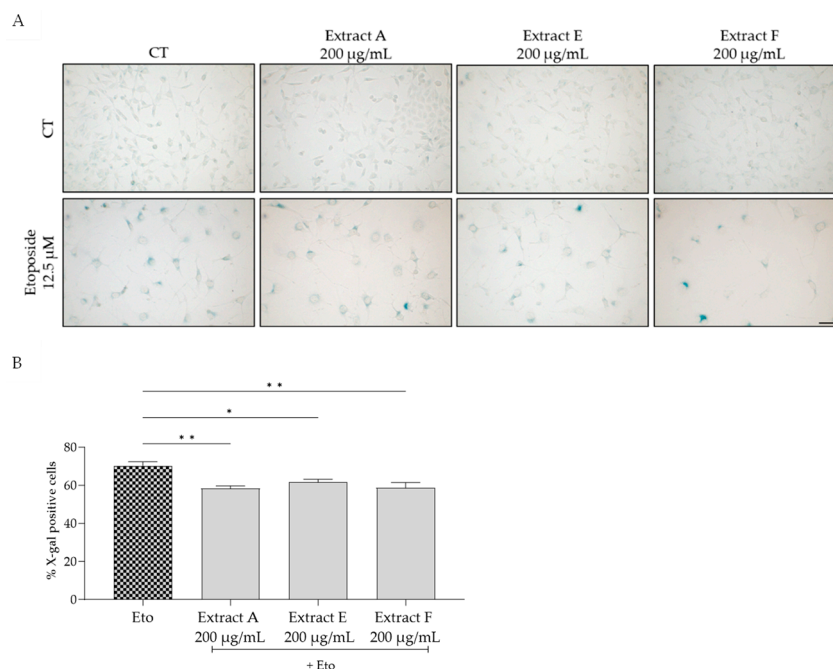 A
CT
Extract A
200 µg/mL
Extract E
200 µg/mL
Extract F
200 µg/mL
CT
Etoposide
12.5 µM
B
**
*
**
% X-gal positive cells
80
60
40
20
0
Eto
Extract A
200 µg/mL
Extract E
200 µg/mL
Extract F
200 µg/mL
+ Eto